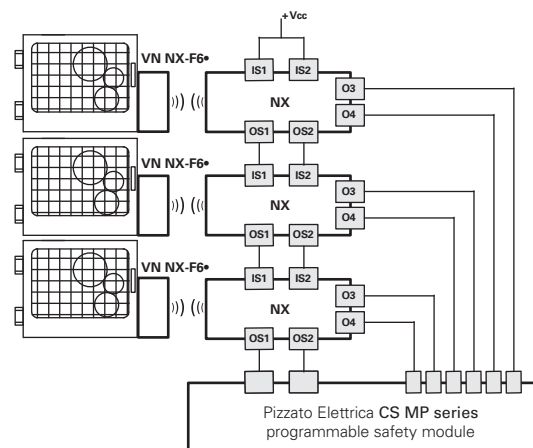 +Vcc
VN NX-F6•
IS1 IS2
O3
NX
O4
OS1 OS2
VN NX-F6•
IS1 IS2
O3
NX
O4
OS1 OS2
VN NX-F6•
IS1 IS2
O3
NX
O4
OS1 OS2
Pizzato Elettrica CS MP series
programmable safety module